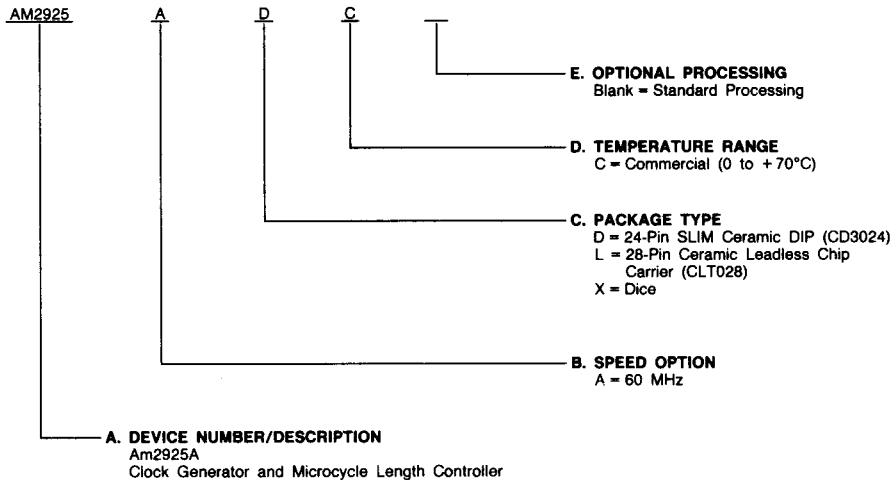 AM2925 A D C
E. OPTIONAL PROCESSING
Blank = Standard Processing
D. TEMPERATURE RANGE
C = Commercial (0 to +70°C)
C. PACKAGE TYPE
D = 24-Pin SLIM Ceramic DIP (CD3024)
L = 28-Pin Ceramic Leadless Chip
Carrier (CLT028)
X = Dice
B. SPEED OPTION
A = 60 MHz
A. DEVICE NUMBER/DESCRIPTION
Am2925A
Clock Generator and Microcycle Length Controller